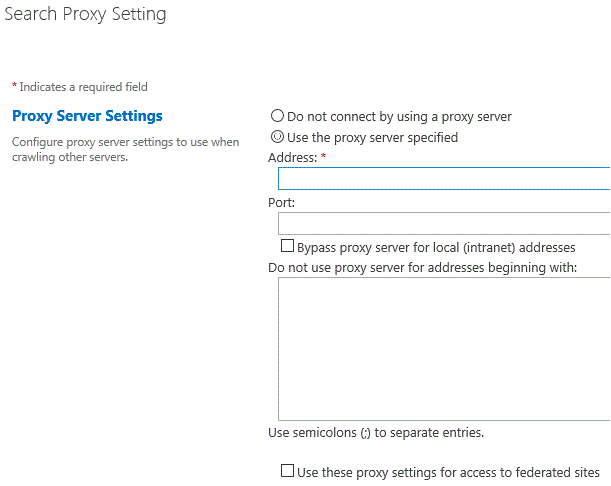 Search Proxy Setting
* Indicates a required field
Proxy Server Settings
Configure proxy server settings to use when
crawling other servers.
Do not connect by using a proxy server
Use the proxy server specified
Address: *
Port:
Bypass proxy server for local (intranet) addresses
Do not use proxy server for addresses beginning with:
Use semicolons (;) to separate entries.
Use these proxy settings for access to federated sites